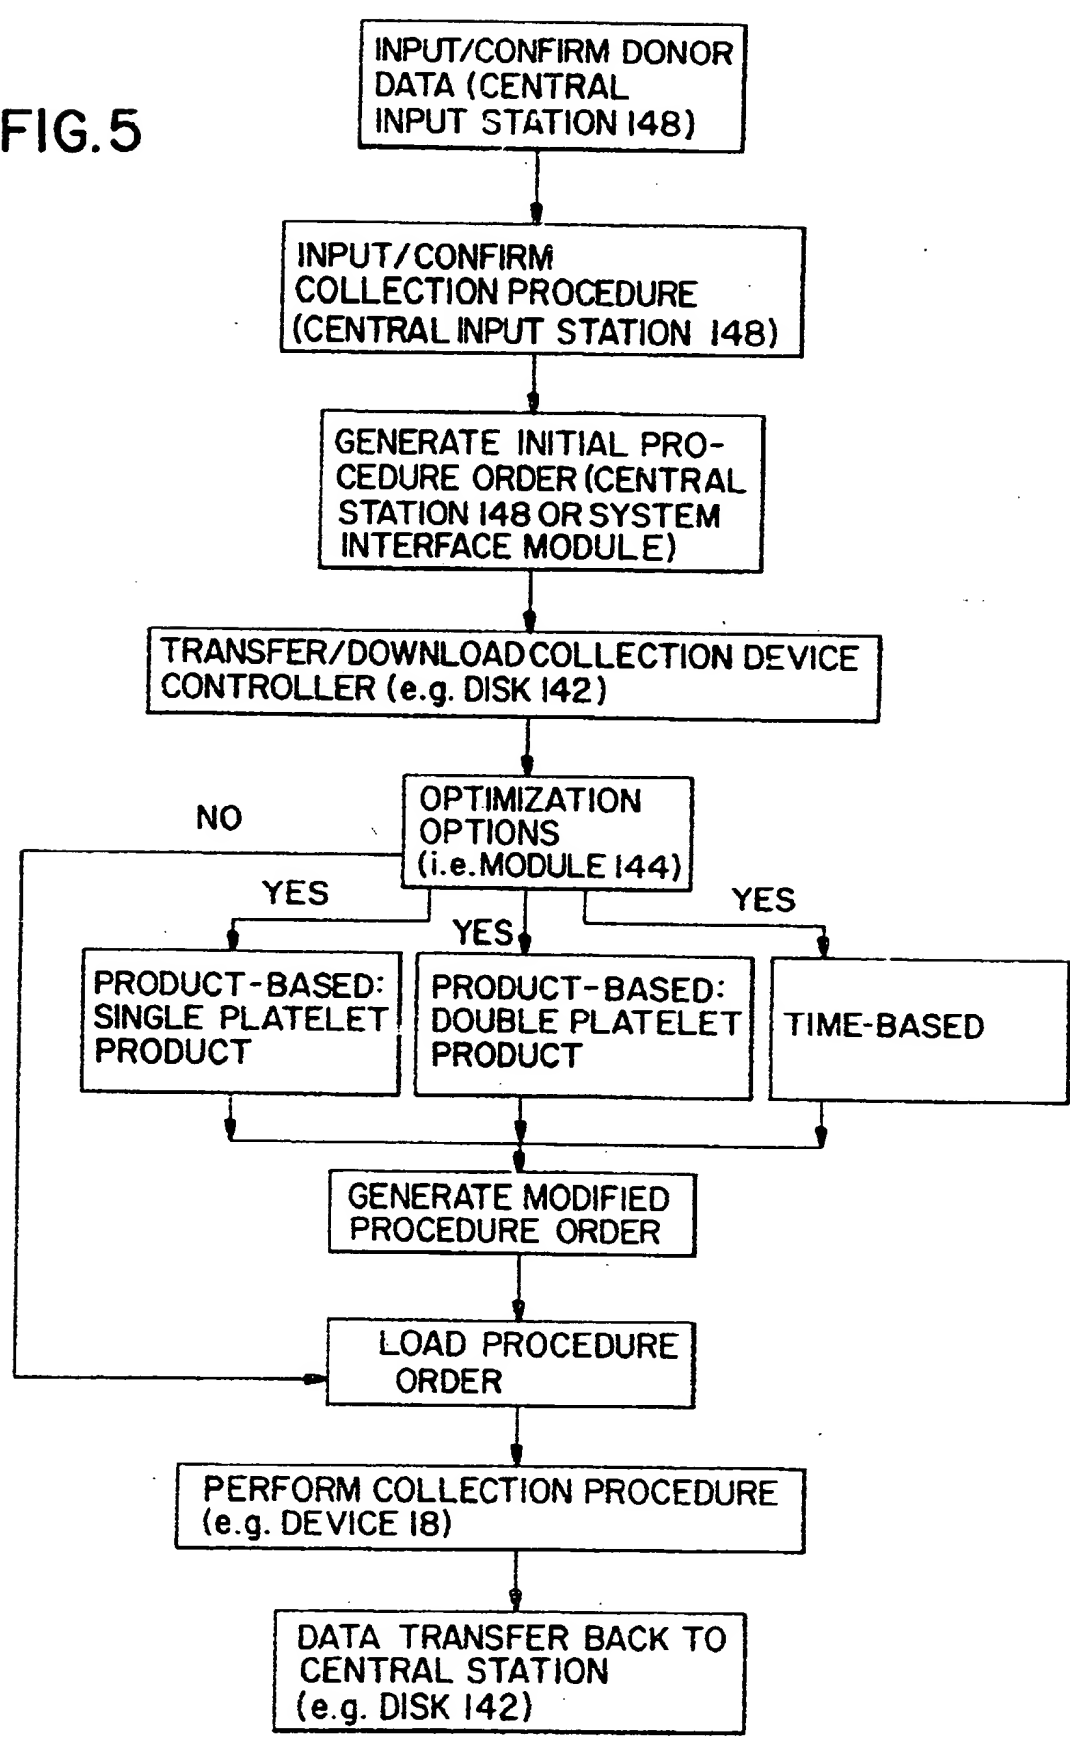 FIG. 5
INPUT/CONFIRM DONOR
DATA (CENTRAL
INPUT STATION 148)
INPUT/CONFIRM
COLLECTION PROCEDURE
(CENTRAL INPUT STATION 148)
GENERATE INITIAL PRO-
CEDURE ORDER (CENTRAL
STATION 148 OR SYSTEM
INTERFACE MODULE)
TRANSFER/DOWNLOAD COLLECTION DEVICE
CONTROLLER (e.g. DISK 142)
OPTIMIZATION
OPTIONS
(i.e. MODULE 144)
NO
YES
YES
YES
PRODUCT-BASED:
SINGLE PLATELET
PRODUCT
PRODUCT-BASED:
DOUBLE PLATELET
PRODUCT
TIME-BASED
GENERATE MODIFIED
PROCEDURE ORDER
LOAD PROCEDURE
ORDER
PERFORM COLLECTION PROCEDURE
(e.g. DEVICE 18)
DATA TRANSFER BACK TO
CENTRAL STATION
(e.g. DISK 142)